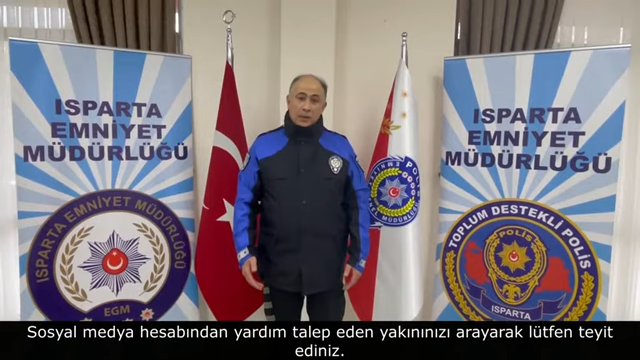 ISPARTA
EMNİYET
MÜDÜRLÜĞÜ
ISPARTA EMNİYET MÜDÜRLÜĞÜ
EGM
POLİS
ISPARTA
EMNİYET
MÜDÜRLÜĞÜ
TOPLUM DESTEKLİ POLİS
POLİS
ISPARTA
Sosyal medya hesabından yardım talep eden yakınınızı arayarak lütfen teyit
ediniz.